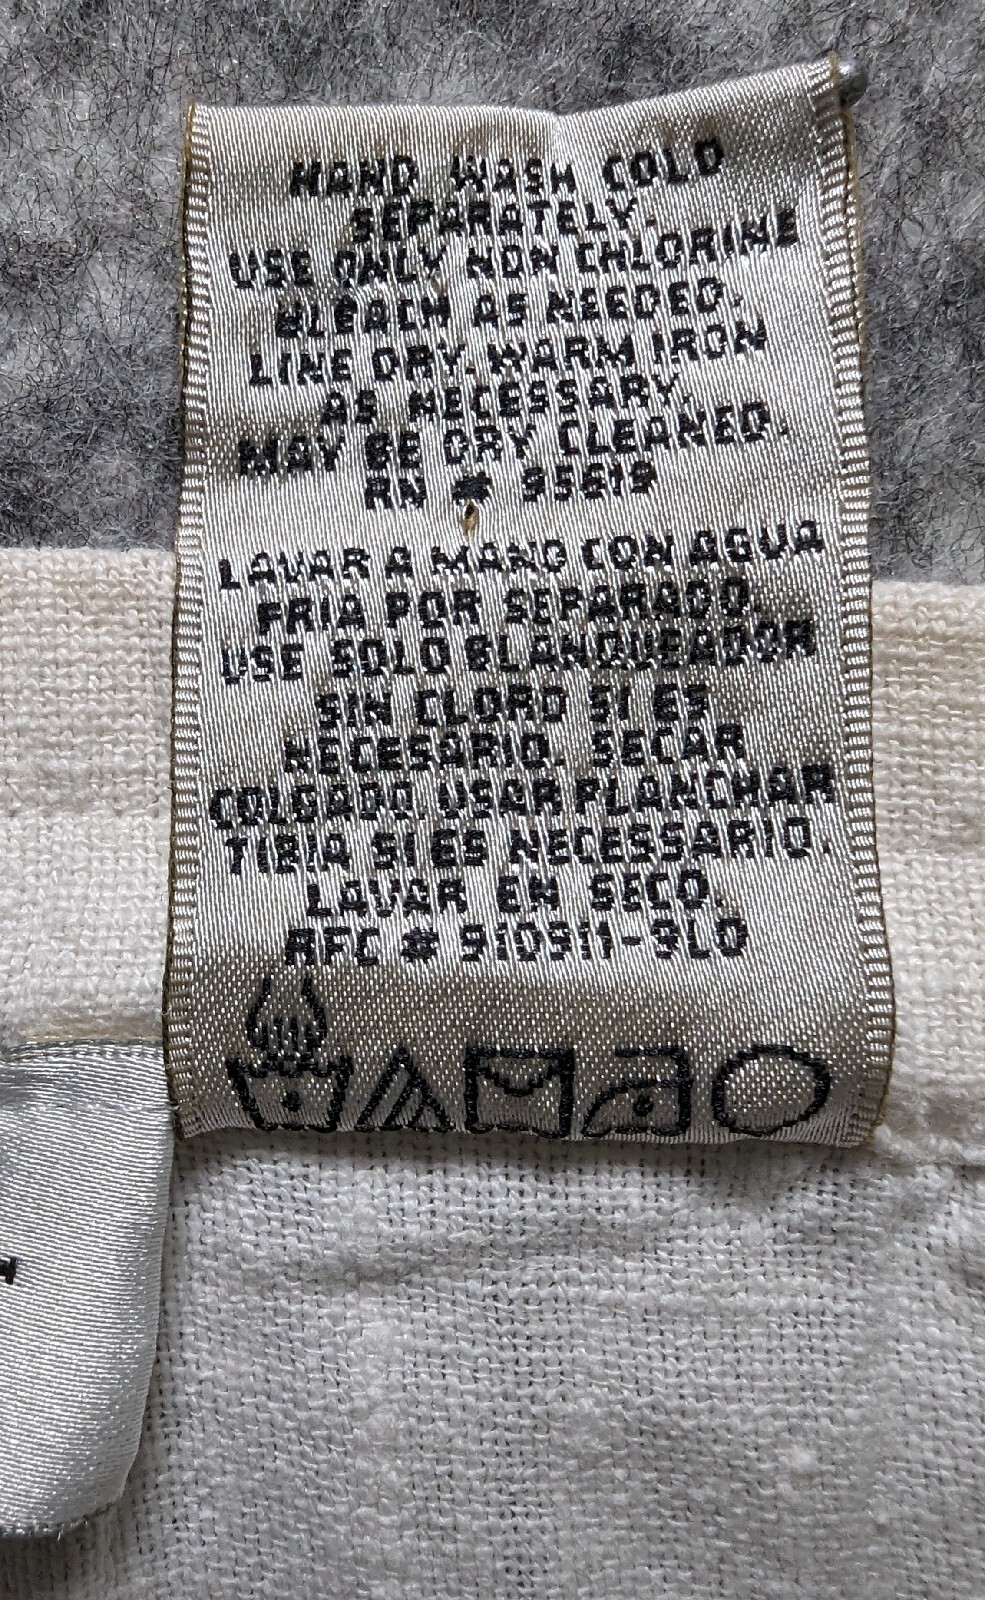 HAND WASH COLD
SEPARATELY.
USE ONLY NON CHLORINE
BLEACH AS NEEDED.
LINE DRY. WARM IRON
AS NECESSARY.
MAY BE DRY CLEANED.
RN # 95619
LAVAR A MANO CON AGUA
FRIA POR SEPARADO.
USE SOLO BLANQUEADOR
SIN CLORO SI ES
NECESARIO. SECAR
COLGADO. USAR PLANCHAR
TIBIA SI ES NECESSARIO.
LAVAR EN SECO.
RFC # 910911-9L0